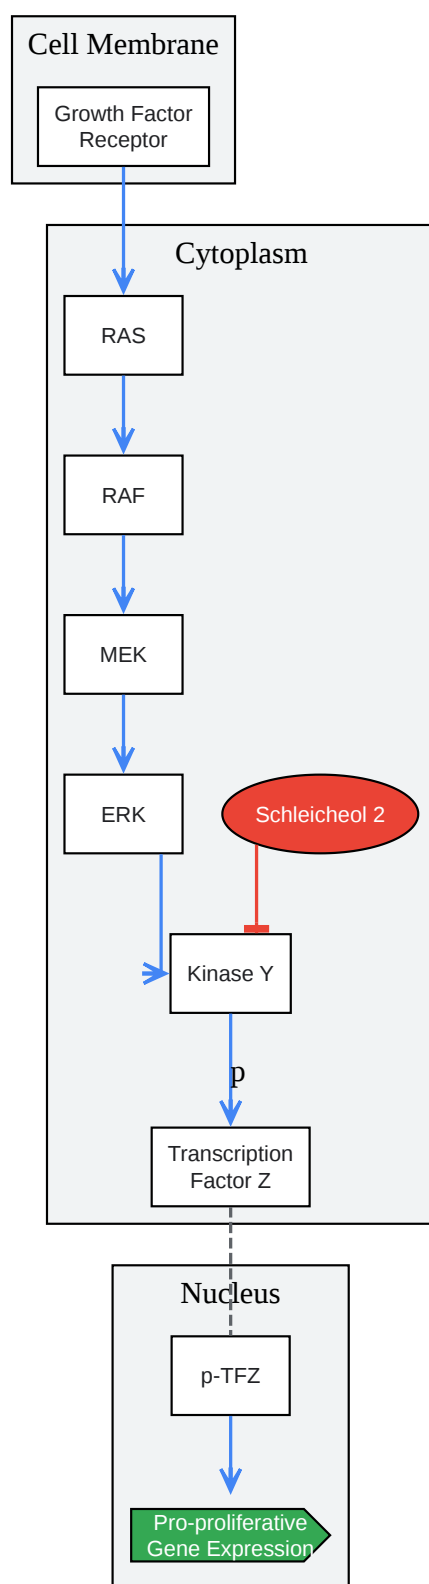 Cell Membrane
Growth Factor
Receptor
Cytoplasm
RAS
RAF
MEK
ERK
Schleicheol 2
Kinase Y
p
Transcription
Factor Z
Nucleus
p-TFZ
Pro-proliferative
Gene Expression